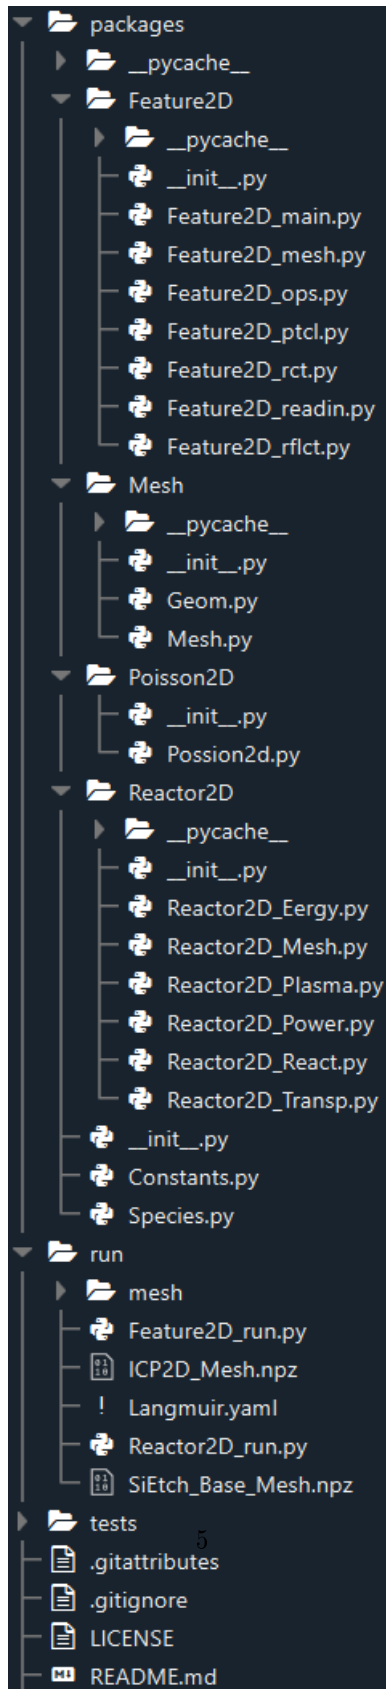 packages
__pycache__
Feature2D
__pycache__
__init__.py
Feature2D_main.py
Feature2D_mesh.py
Feature2D_ops.py
Feature2D_ptcl.py
Feature2D_rct.py
Feature2D_readin.py
Feature2D_rflct.py
Mesh
__pycache__
__init__.py
Geom.py
Mesh.py
Poisson2D
__init__.py
Possion2d.py
Reactor2D
__pycache__
__init__.py
Reactor2D_Eergy.py
Reactor2D_Mesh.py
Reactor2D_Plasma.py
Reactor2D_Power.py
Reactor2D_React.py
Reactor2D_Transp.py
__init__.py
Constants.py
Species.py
run
mesh
Feature2D_run.py
ICP2D_Mesh.npz
! Langmuir.yaml
Reactor2D_run.py
SiEtch_Base_Mesh.npz
tests
5
.gitattributes
.gitignore
LICENSE
README.md